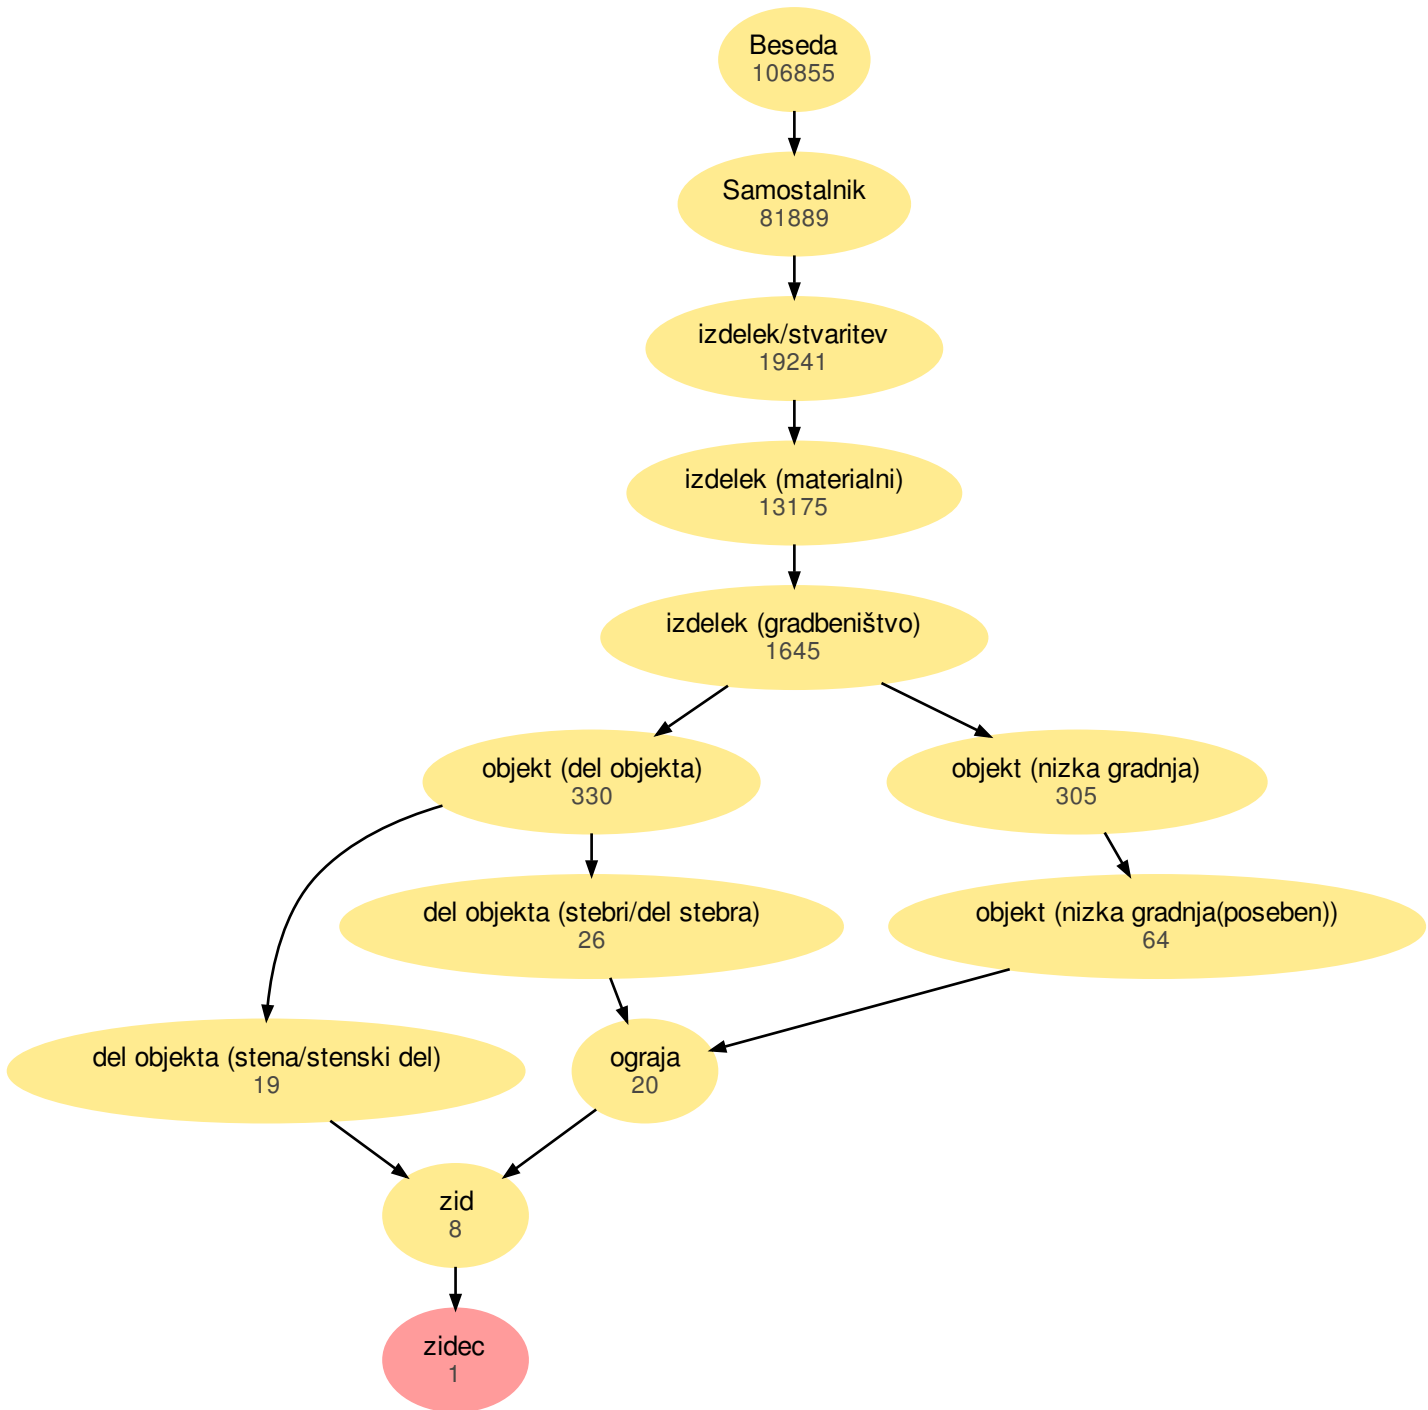 Beseda
106855
Samostalnik
81889
izdelek/stvaritev
19241
izdelek (materialni)
13175
izdelek (gradbeništvo)
1645
objekt (del objekta)
330
objekt (nizka gradnja)
305
del objekta (stebri/del stebra)
26
objekt (nizka gradnja(poseben))
64
del objekta (stena/stenski del)
19
ograja
20
zid
8
zidec
1